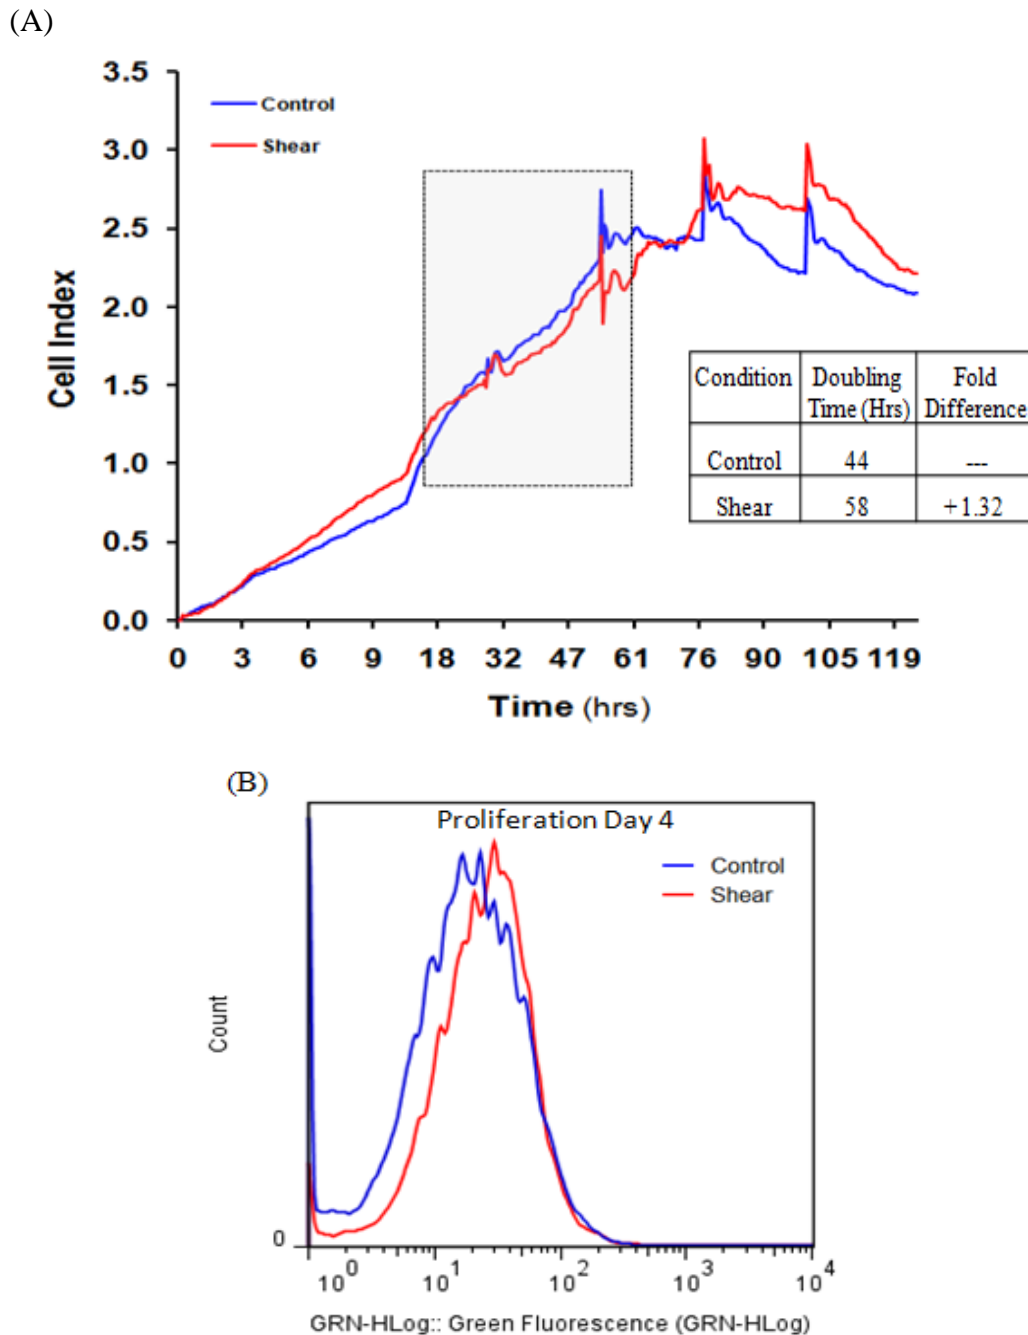 (A)
3.5
3.0
2.5
2.0
1.5
1.0
0.5
0.0
Control
Shear
Cell Index
Condition Doubling Time (Hrs) Fold Difference
Control 44 ---
Shear 58 +1.32
0 3 6 9 18 32 47 61 76 90 105 119
Time (hrs)
(B)
Proliferation Day 4
Control
Shear
Count
0
10^0 10^1 10^2 10^3 10^4
GRN-HLog:: Green Fluorescence (GRN-HLog)